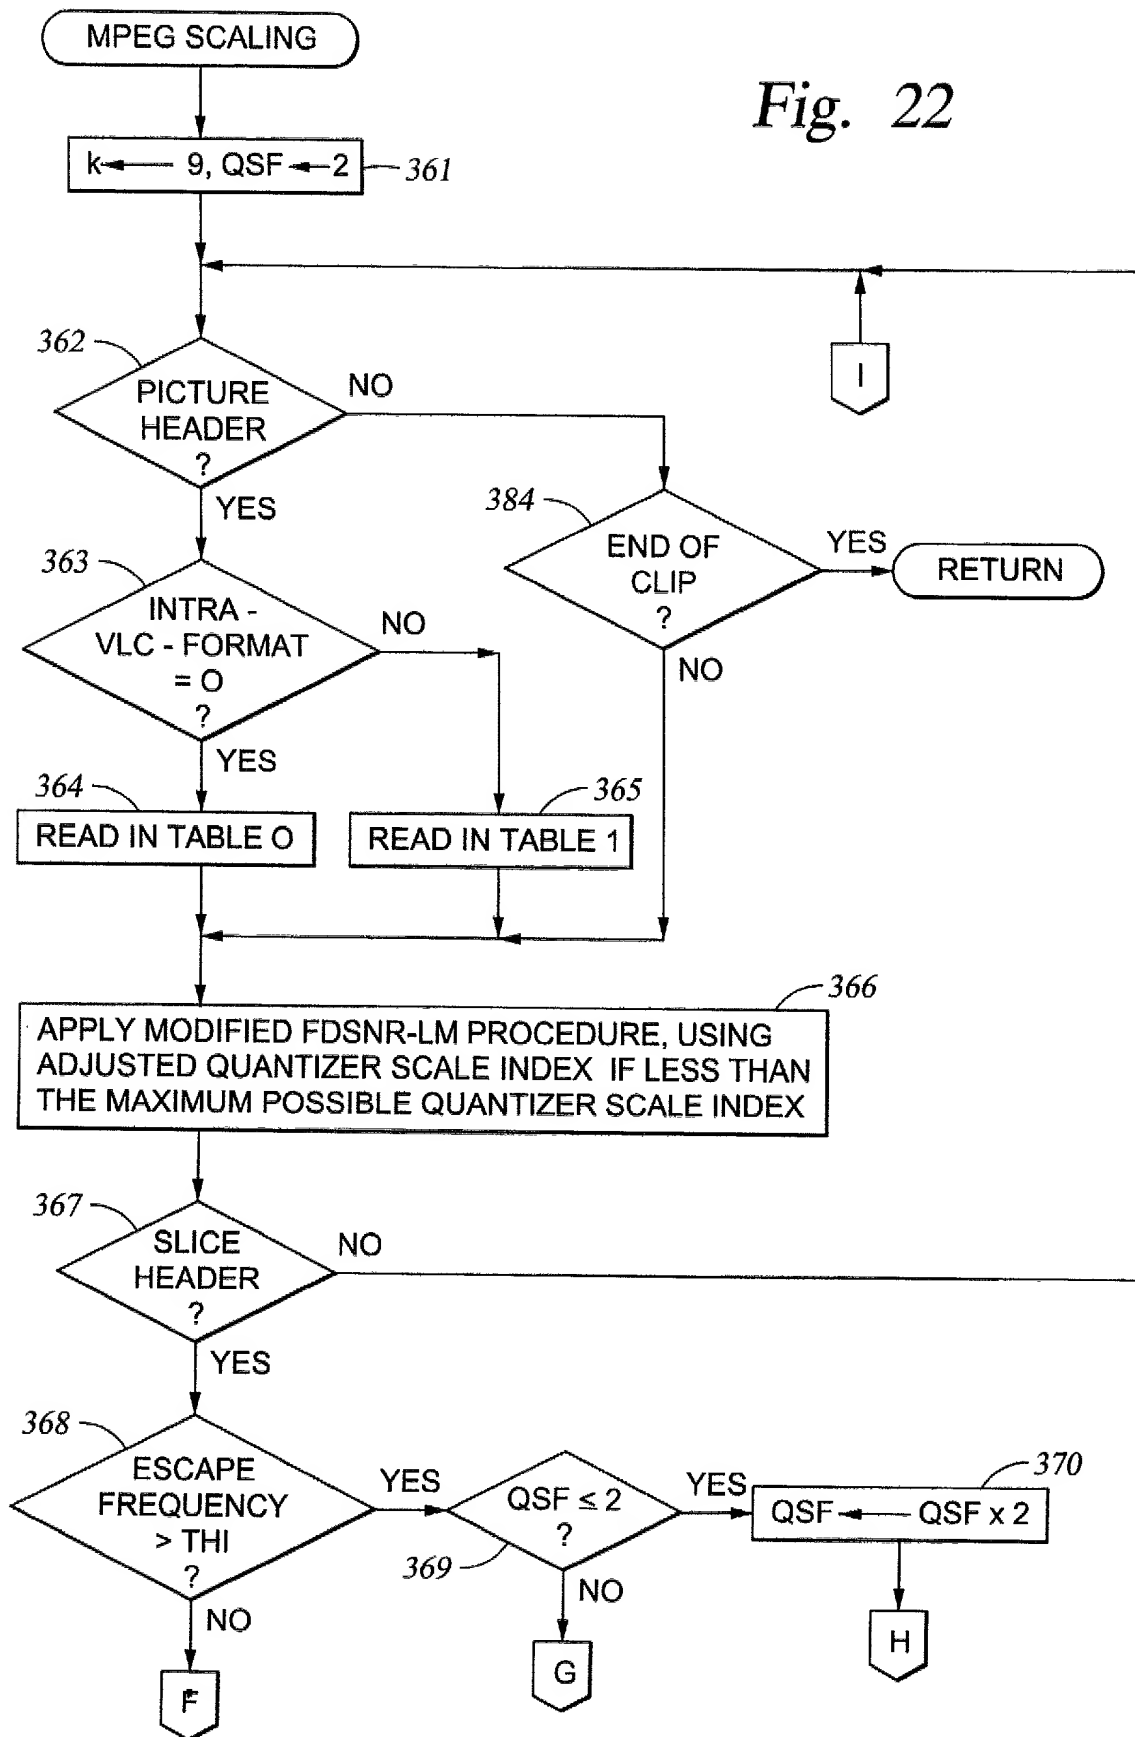 MPEG SCALING
Fig. 22
k← 9, QSF←2
361
362
PICTURE
HEADER
?
NO
YES
I
384
END OF
CLIP
?
YES
RETURN
NO
363
INTRA -
VLC - FORMAT
= O
?
NO
YES
364
READ IN TABLE O
365
READ IN TABLE 1
366
APPLY MODIFIED FDSNR-LM PROCEDURE, USING
ADJUSTED QUANTIZER SCALE INDEX IF LESS THAN
THE MAXIMUM POSSIBLE QUANTIZER SCALE INDEX
367
SLICE
HEADER
?
NO
YES
368
ESCAPE
FREQUENCY
> THI
?
YES
NO
F
QSF ≤ 2
?
369
YES
NO
G
370
QSF← QSF x 2
H